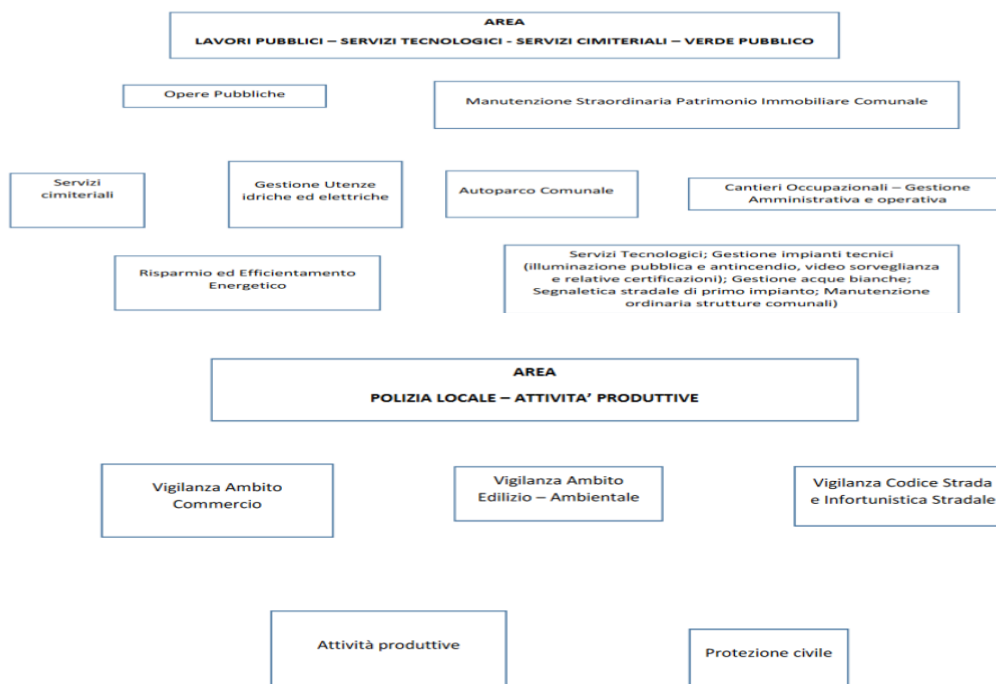 AREA
LAVORI PUBBLICI – SERVIZI TECNOLOGICI - SERVIZI CIMITERIALI – VERDE PUBBLICO
Opere Pubbliche
Manutenzione Straordinaria Patrimonio Immobiliare Comunale
Servizi
cimiteriali
Gestione Utenze
idriche ed elettriche
Autoparco Comunale
Cantieri Occupazionali – Gestione
Amministrativa e operativa
Risparmio ed Efficientamento
Energetico
Servizi Tecnologici; Gestione impianti tecnici
(illuminazione pubblica e antincendio, video sorveglianza
e relative certificazioni); Gestione acque bianche;
Segnaletica stradale di primo impianto; Manutenzione
ordinaria strutture comunali)
AREA
POLIZIA LOCALE – ATTIVITA’ PRODUTTIVE
Vigilanza Ambito
Commercio
Vigilanza Ambito
Edilizio – Ambientale
Vigilanza Codice Strada
e Infortunistica Stradale
Attività produttive
Protezione civile